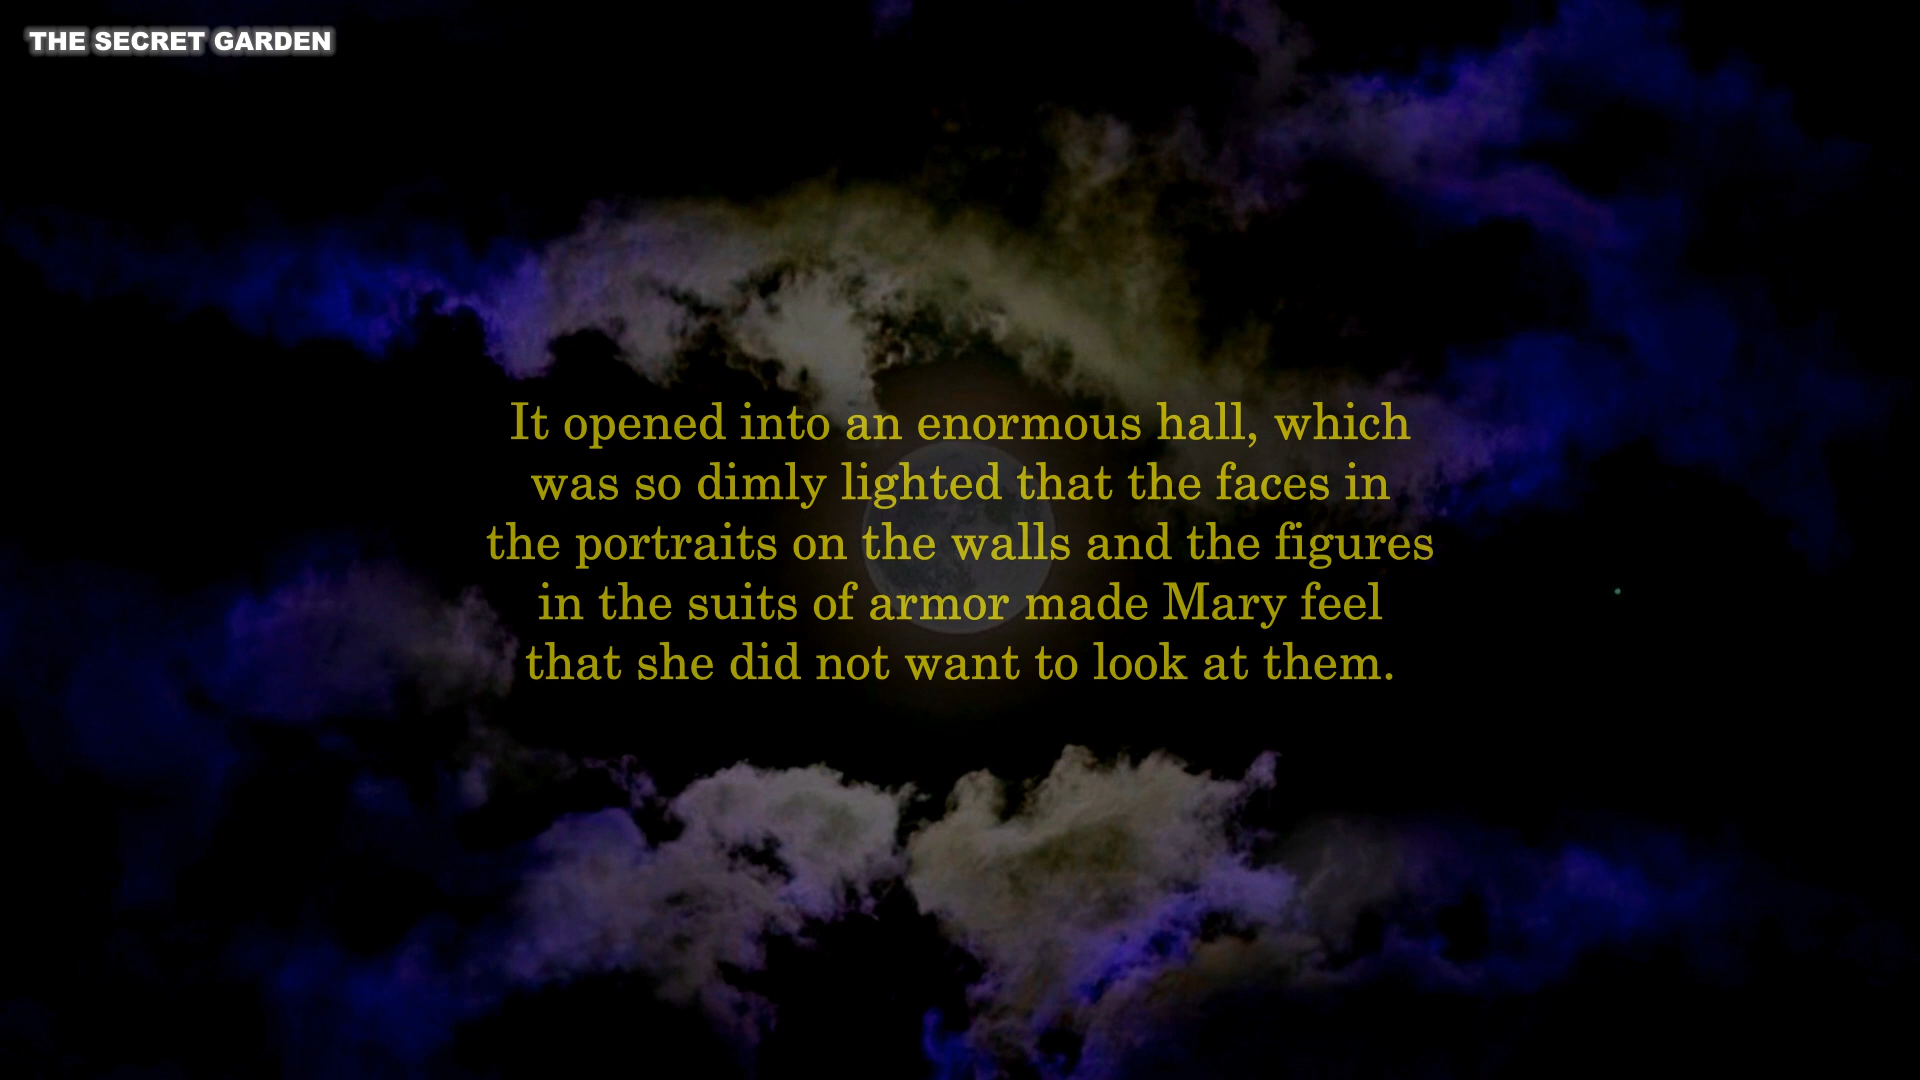 THE SECRET GARDEN
It opened into an enormous hall, which
was so dimly lighted that the faces in
the portraits on the walls and the figures
in the suits of armor made Mary feel
that she did not want to look at them.